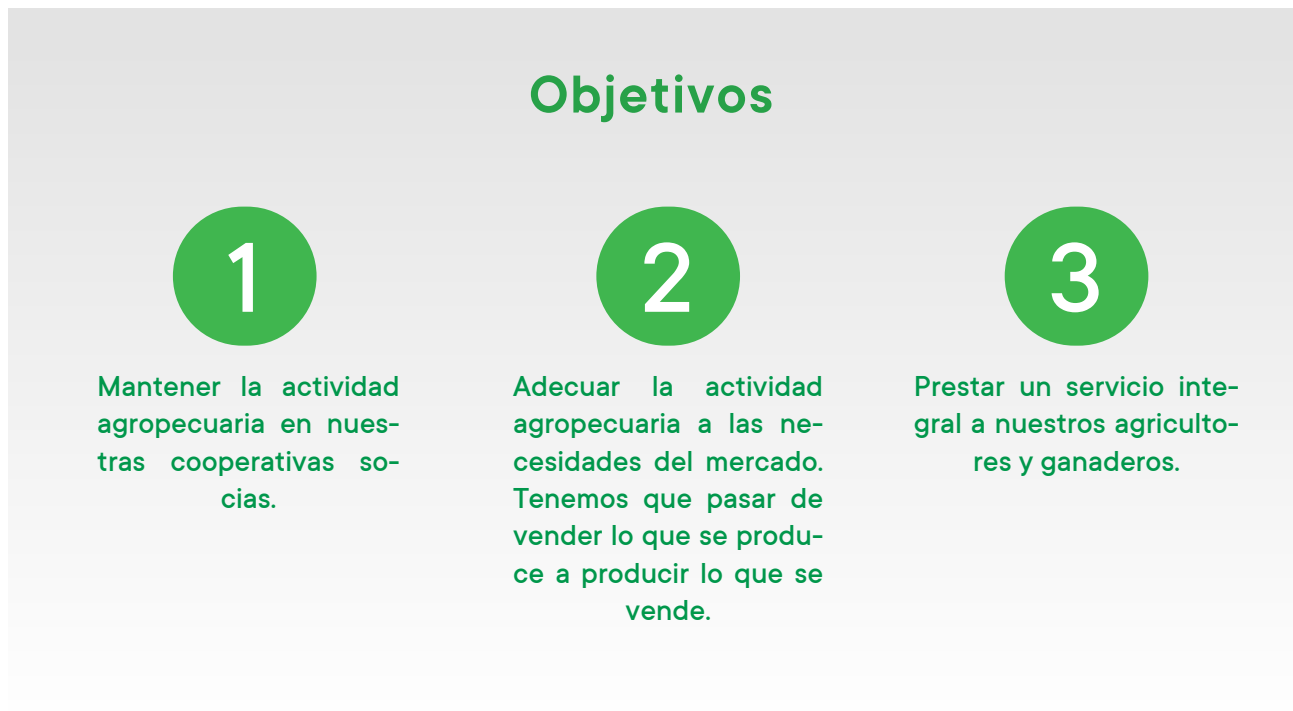 Objetivos
1
Mantener la actividad
agropecuaria en nues-
tras cooperativas so-
cias.
2
Adecuar la actividad
agropecuaria a las ne-
cesidades del mercado.
Tenemos que pasar de
vender lo que se produ-
ce a producir lo que se
vende.
3
Prestar un servicio inte-
gral a nuestros agriculto-
res y ganaderos.